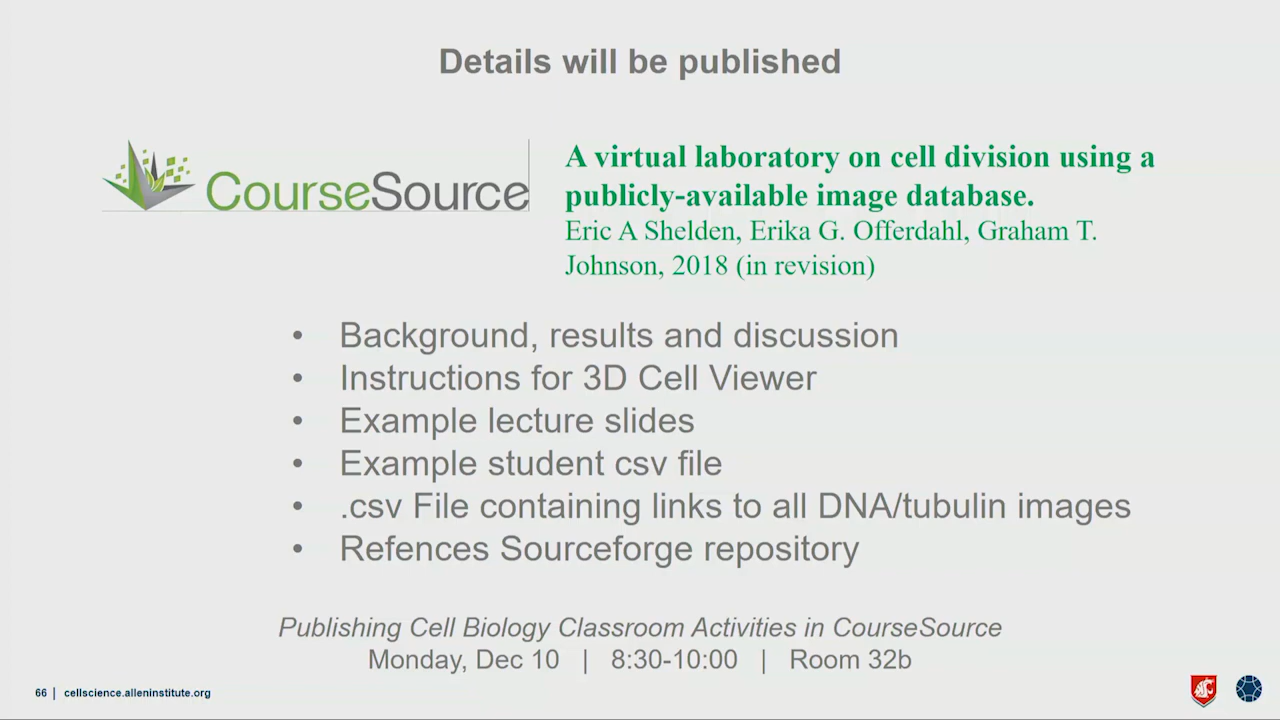 Details will be published
CourseSource
A virtual laboratory on cell division using a
publicly-available image database.
Eric A Shelden, Erika G. Offerdahl, Graham T.
Johnson, 2018 (in revision)
• Background, results and discussion
• Instructions for 3D Cell Viewer
• Example lecture slides
• Example student csv file
• .csv File containing links to all DNA/tubulin images
• Refences Sourceforge repository
Publishing Cell Biology Classroom Activities in CourseSource
Monday, Dec 10 | 8:30-10:00 | Room 32b
66 | cellscience.alleninstitute.org